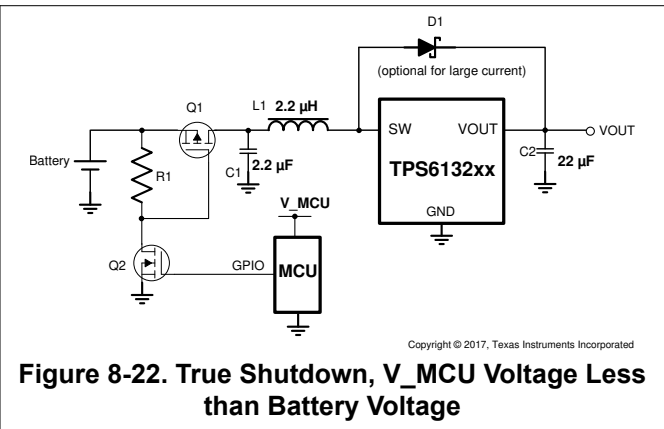 D1
(optional for large current)
Q1
L1 2.2 µH
SW VOUT
VOUT
Battery
R1
C1
2.2 µF
TPS6132xx
C2
22 µF
V_MCU
GND
Q2
GPIO
MCU
Copyright © 2017, Texas Instruments Incorporated
Figure 8-22. True Shutdown, V_MCU Voltage Less
than Battery Voltage